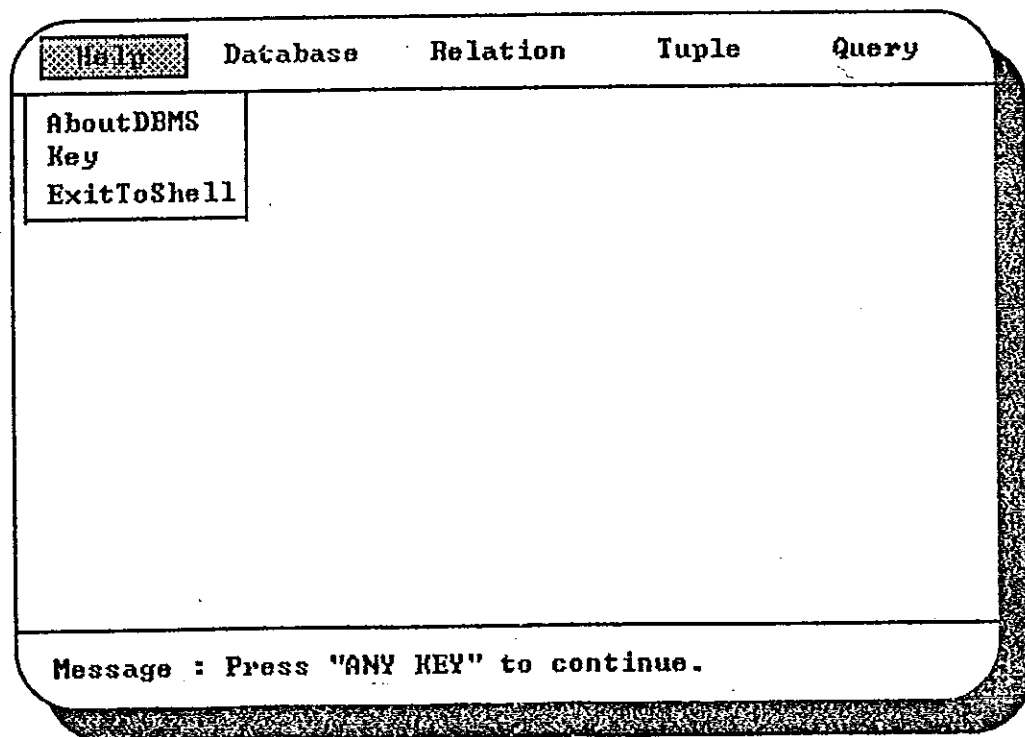 Help Database Relation Tuple Query
AboutDBMS
Key
ExitToShell
Message : Press "ANY KEY" to continue.